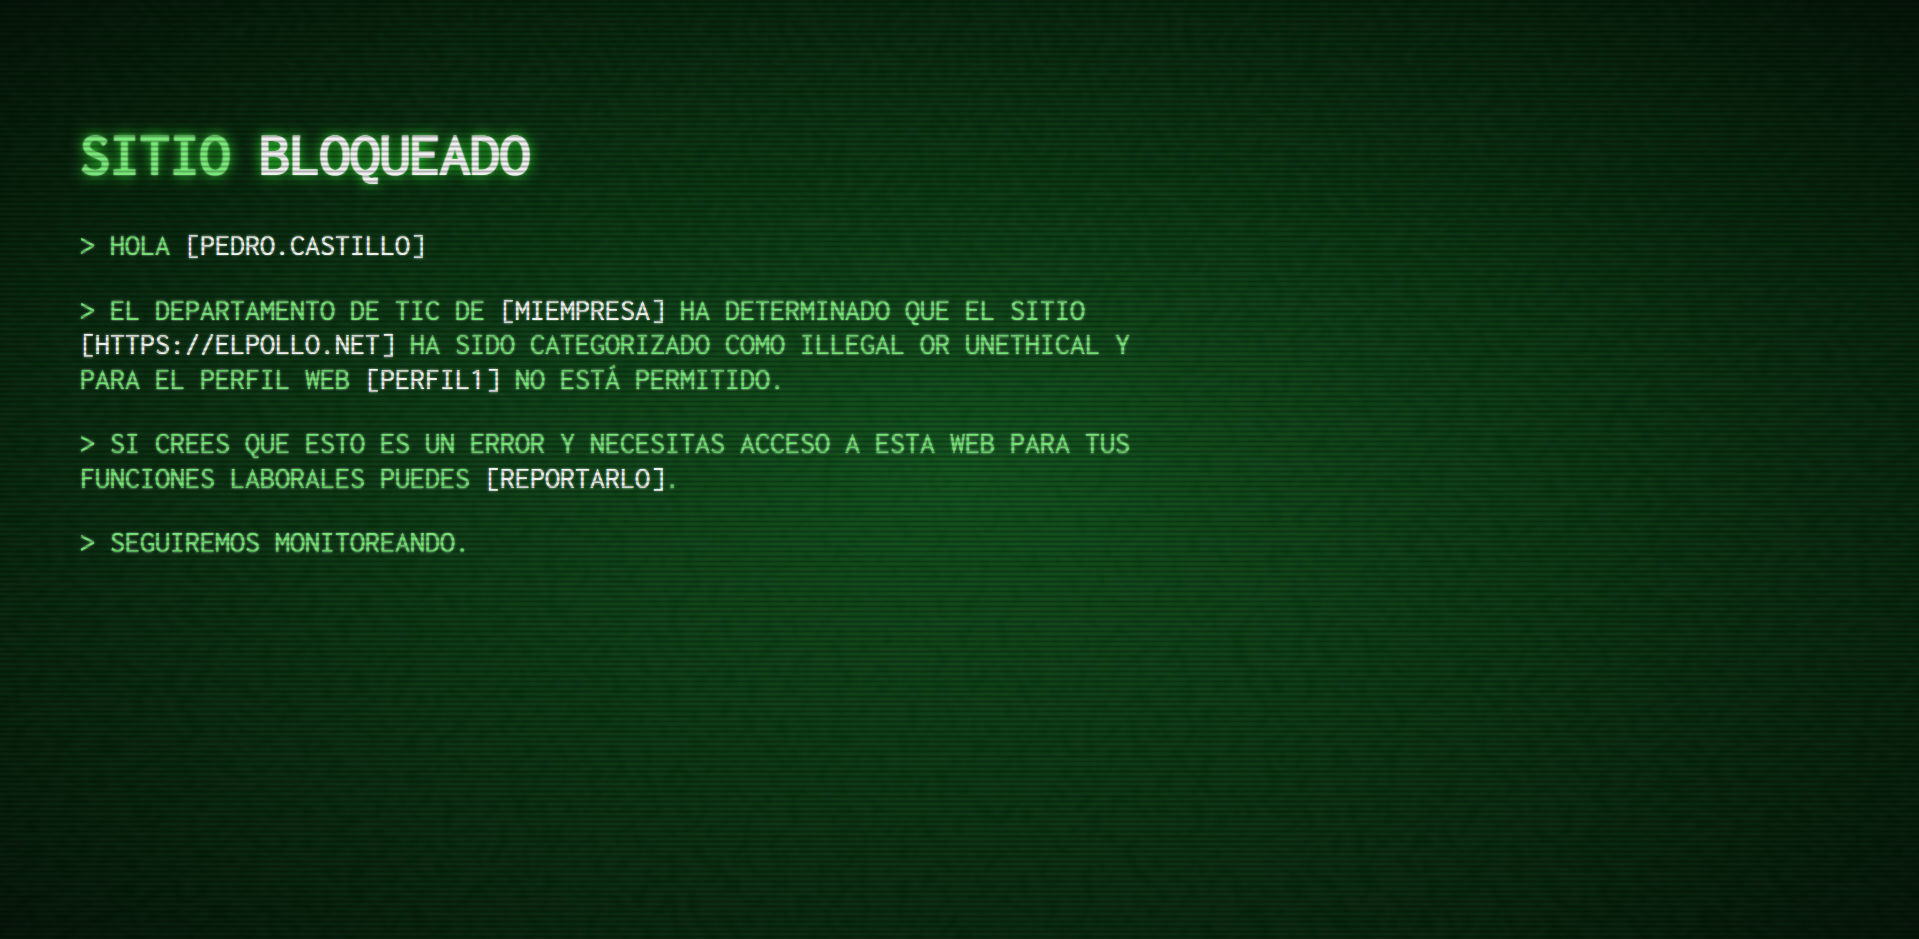 SITIO BLOQUEADO
> HOLA [PEDRO.CASTILLO]
> EL DEPARTAMENTO DE TIC DE [MIEMPRESA] HA DETERMINADO QUE EL SITIO
[HTTPS://ELPOLLO.NET] HA SIDO CATEGORIZADO COMO ILLEGAL OR UNETHICAL Y
PARA EL PERFIL WEB [PERFIL1] NO ESTÁ PERMITIDO.
> SI CREES QUE ESTO ES UN ERROR Y NECESITAS ACCESO A ESTA WEB PARA TUS
FUNCIONES LABORALES PUEDES [REPORTARLO].
> SEGUIREMOS MONITOREANDO.